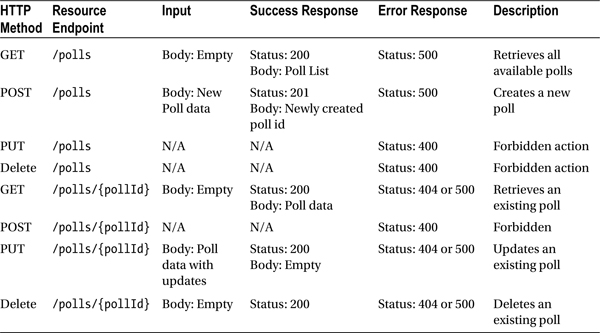 HTTP Method Resource Endpoint Input Success Response Error Response Description
GET /polls Body: Empty Status: 200 Body: Poll List Status: 500 Retrieves all available polls
POST /polls Body: New Poll data Status: 201 Body: Newly created poll id Status: 500 Creates a new poll
PUT /polls N/A N/A Status: 400 Forbidden action
Delete /polls N/A N/A Status: 400 Forbidden action
GET /polls/{pollId} Body: Empty Status: 200 Body: Poll data Status: 404 or 500 Retrieves an existing poll
POST /polls/{pollId} N/A N/A Status: 400 Forbidden
PUT /polls/{pollId} Body: Poll data with updates Status: 200 Body: Empty Status: 404 or 500 Updates an existing poll
Delete /polls/{pollId} Body: Empty Status: 200 Status: 404 or 500 Deletes an existing poll